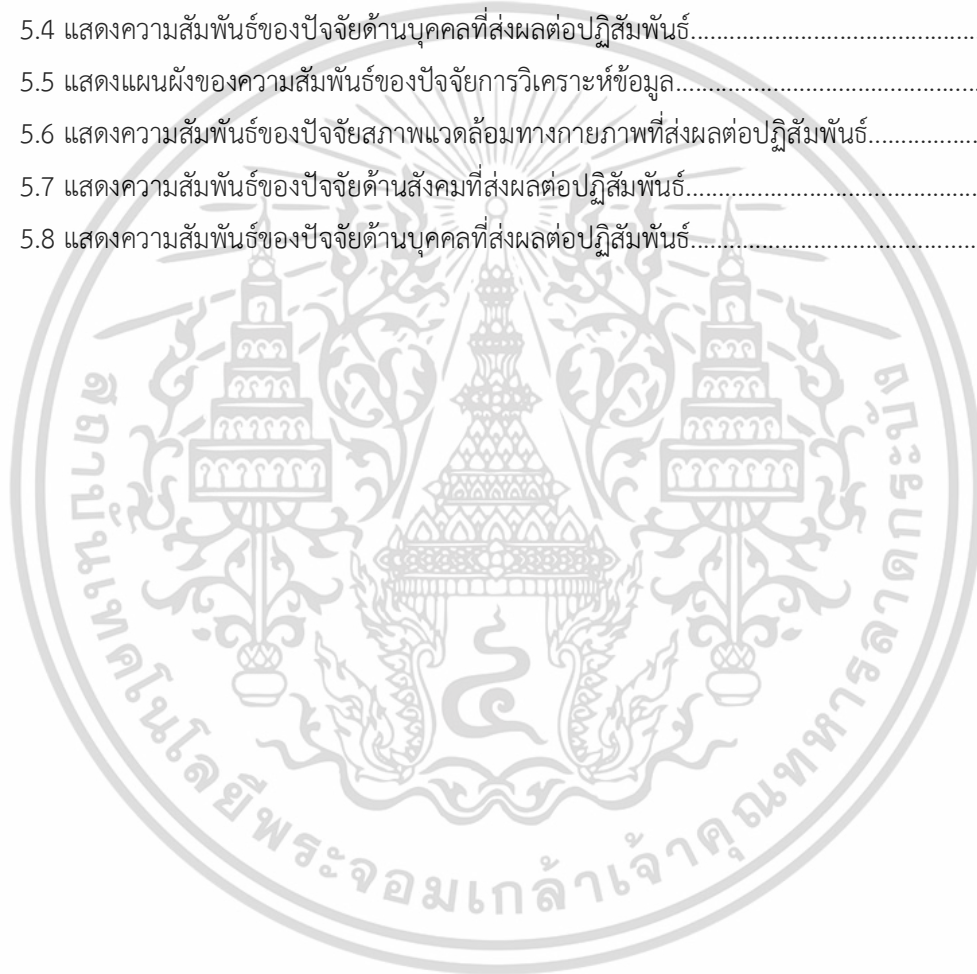 5.4 แสดงความสัมพันธ์ของปัจจัยด้านบุคคลที่ส่งผลต่อปฏิสัมพันธ์.............................................
5.5 แสดงแผนผังของความสัมพันธ์ของปัจจัยการวิเคราะห์ข้อมูล................................................
5.6 แสดงความสัมพันธ์ของปัจจัยสภาพแวดล้อมทางกายภาพที่ส่งผลต่อปฏิสัมพันธ์..................
5.7 แสดงความสัมพันธ์ของปัจจัยด้านสังคมที่ส่งผลต่อปฏิสัมพันธ์..............................................
5.8 แสดงความสัมพันธ์ของปัจจัยด้านบุคคลที่ส่งผลต่อปฏิสัมพันธ์.............................................
สถาบันเทคโนโลยีพระจอมเกล้าเจ้าคุณทหารลาดกระบัง
๔